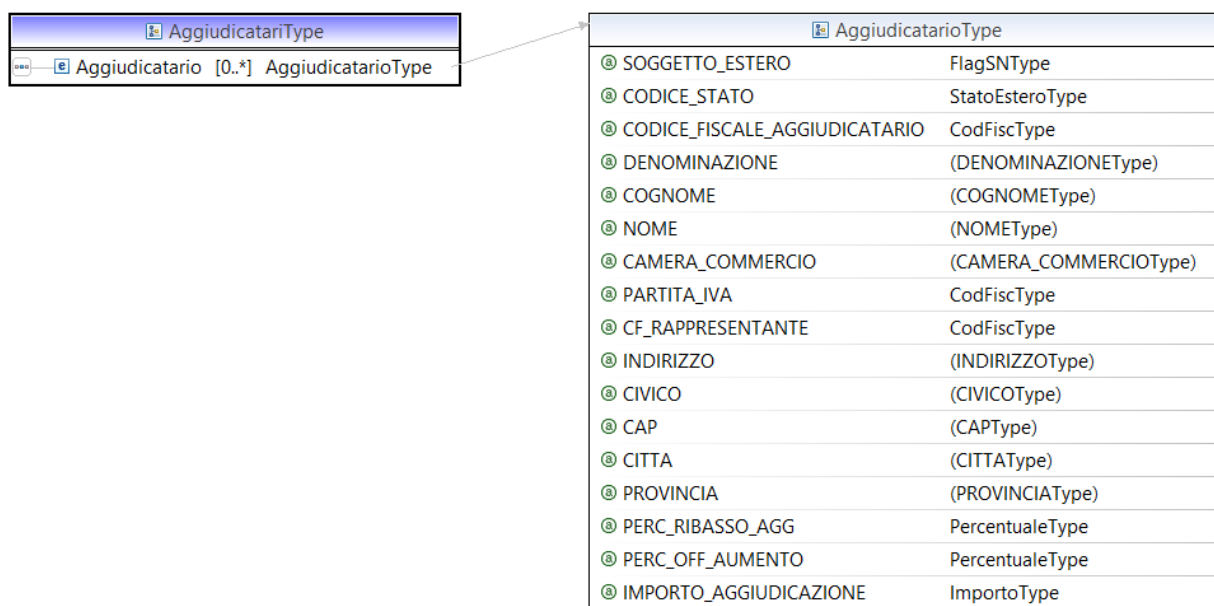 AggiudicatariType
Aggiudicatario [0..*] AggiudicatarioType
AggiudicatarioType
SOGGETTO_ESTERO FlagSNType
CODICE_STATO StatoEsteroType
CODICE_FISCALE_AGGIUDICATARIO CodFiscType
DENOMINAZIONE (DENOMINAZIONEType)
COGNOME (COGNOMEType)
NOME (NOMEType)
CAMERA_COMMERCIO (CAMERA_COMMERCIOType)
PARTITA_IVA CodFiscType
CF_RAPPRESENTANTE CodFiscType
INDIRIZZO (INDIRIZZOType)
CIVICO (CIVICOType)
CAP (CAPType)
CITTA (CITTAType)
PROVINCIA (PROVINCIAType)
PERC_RIBASSO_AGG PercentualeType
PERC_OFF_AUMENTO PercentualeType
IMPORTO_AGGIUDICAZIONE ImportoType